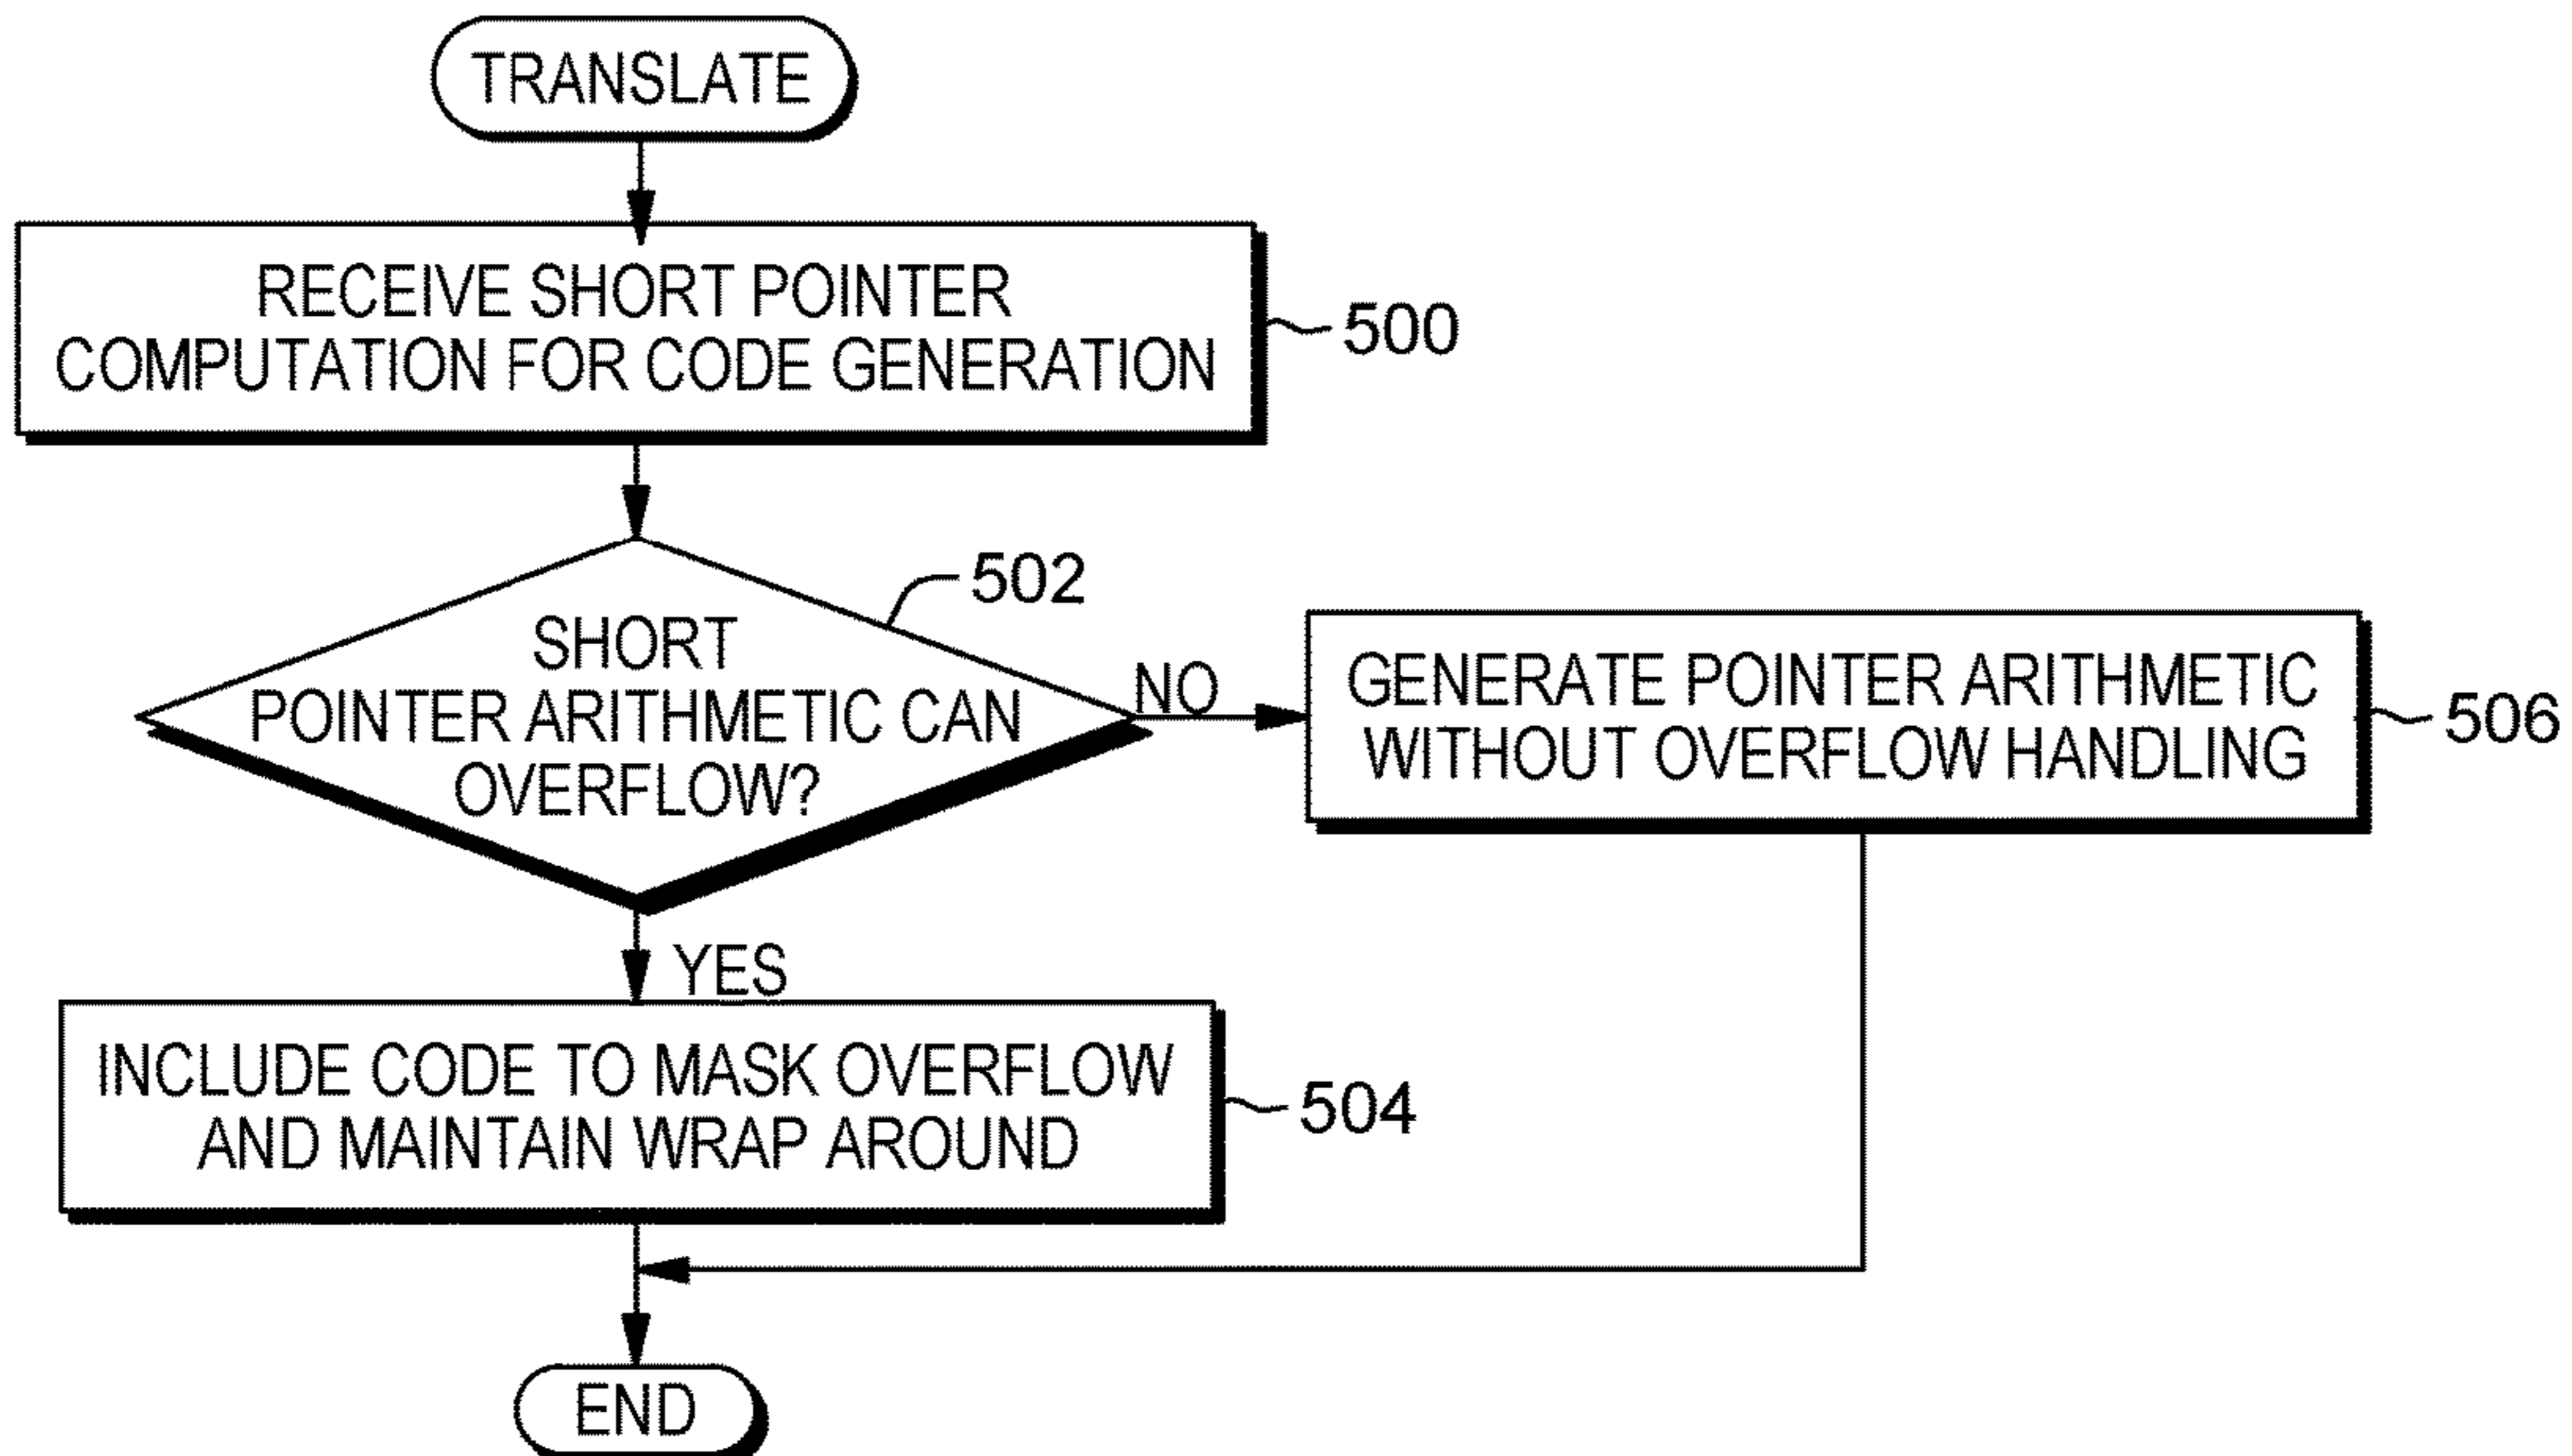 TRANSLATE
RECEIVE SHORT POINTER
COMPUTATION FOR CODE GENERATION
500
502
SHORT
POINTER ARITHMETIC CAN
OVERFLOW?
NO
GENERATE POINTER ARITHMETIC
WITHOUT OVERFLOW HANDLING
506
YES
INCLUDE CODE TO MASK OVERFLOW
AND MAINTAIN WRAP AROUND
504
END